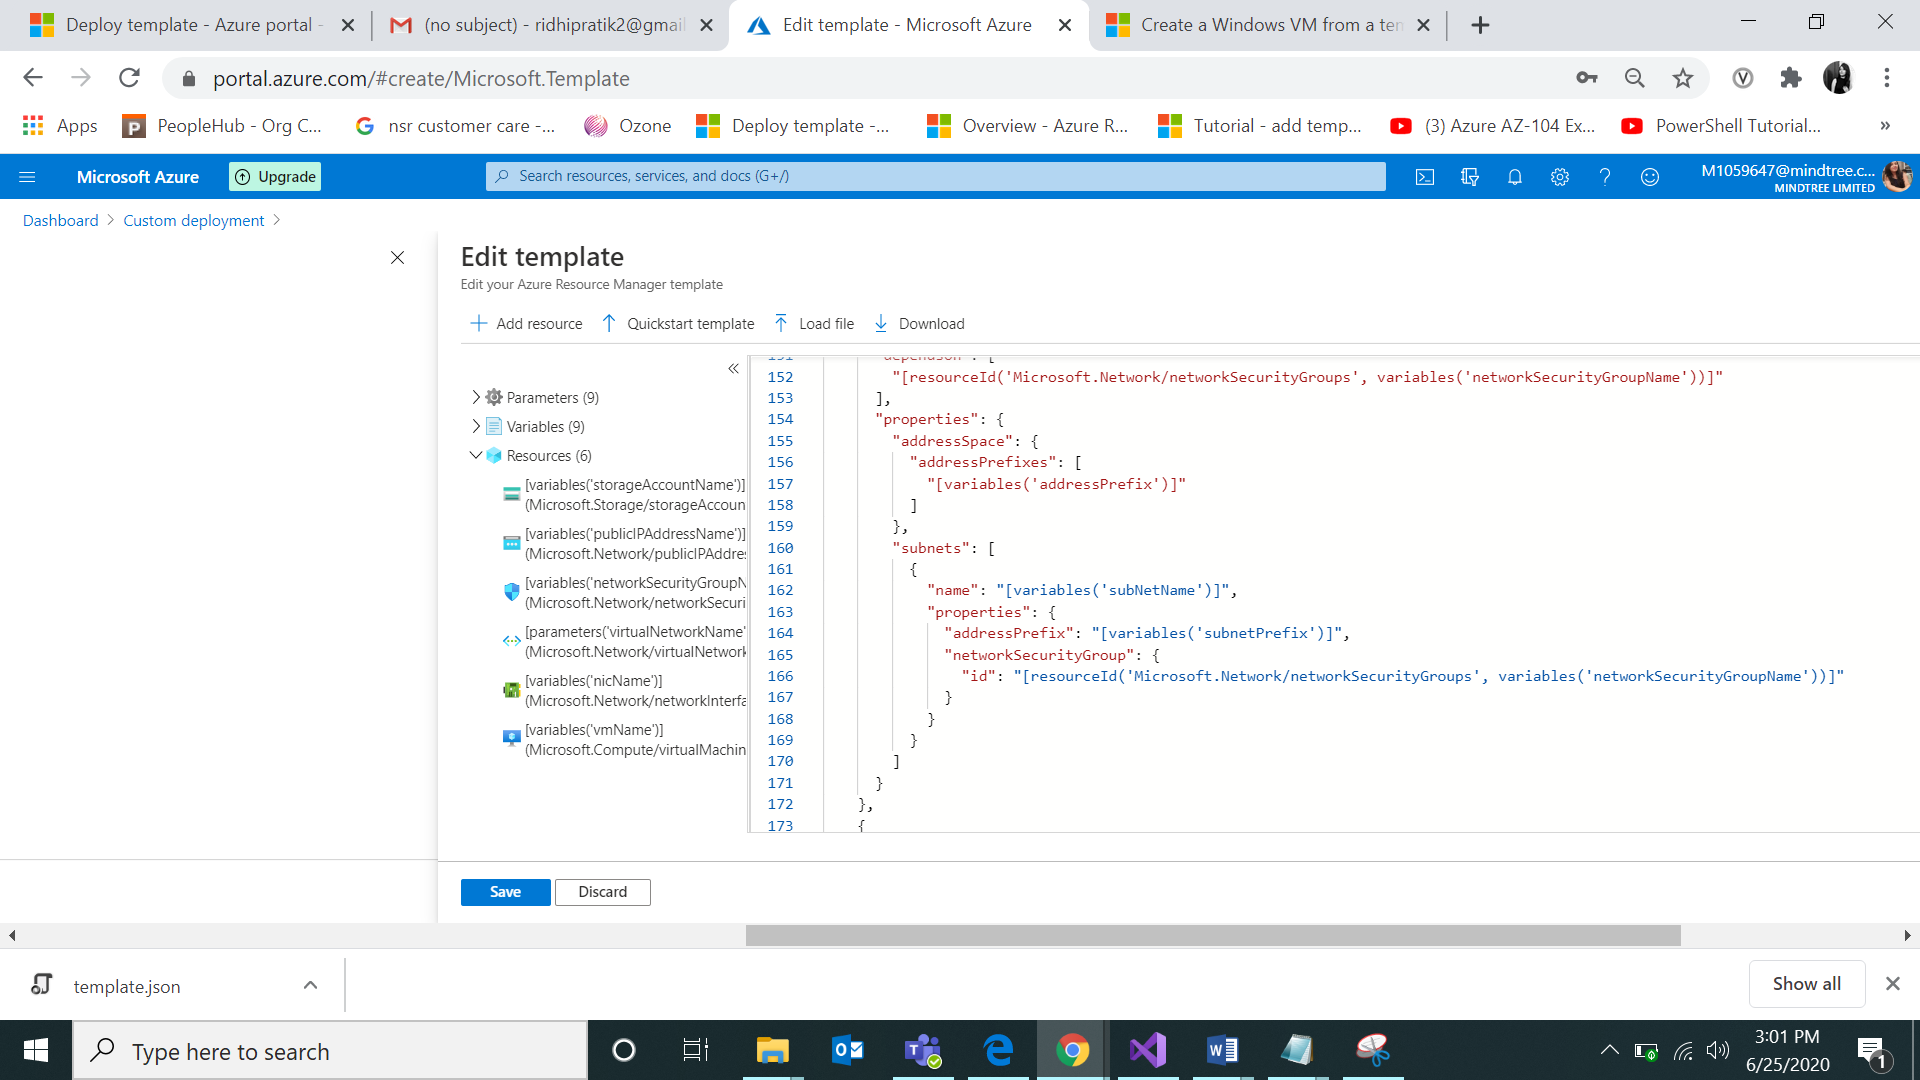 Deploy template - Azure portal -
(no subject) - ridhipratik2@gmail
Edit template - Microsoft Azure
Create a Windows VM from a tem
portal.azure.com/#create/Microsoft.Template
Apps
PeopleHub - Org C...
nsr customer care -...
Ozone
Deploy template -...
Overview - Azure R...
Tutorial - add temp...
(3) Azure AZ-104 Ex...
PowerShell Tutorial...
»
Microsoft Azure
Upgrade
Search resources, services, and docs (G+/)
M1059647@mindtree.c...
MINDTREE LIMITED
Dashboard > Custom deployment >
Edit template
Edit your Azure Resource Manager template
Add resource
Quickstart template
Load file
Download
Parameters (9)
Variables (9)
Resources (6)
[variables('storageAccountName')]
(Microsoft.Storage/storageAccoun
[variables('publicIPAddressName')]
(Microsoft.Network/publicIPAddres
[variables('networkSecurityGroupN
(Microsoft.Network/networkSecuri
[parameters('virtualNetworkName'
(Microsoft.Network/virtualNetwork
[variables('nicName')]
(Microsoft.Network/networkInterfa
[variables('vmName')]
(Microsoft.Compute/virtualMachin
151 "dependsOn": [
152 "[resourceId('Microsoft.Network/networkSecurityGroups', variables('networkSecurityGroupName'))]"
153 ],
154 "properties": {
155 "addressSpace": {
156 "addressPrefixes": [
157 "[variables('addressPrefix')]"
158 ]
159 },
160 "subnets": [
161 {
162 "name": "[variables('subNetName')]",
163 "properties": {
164 "addressPrefix": "[variables('subnetPrefix')]",
165 "networkSecurityGroup": {
166 "id": "[resourceId('Microsoft.Network/networkSecurityGroups', variables('networkSecurityGroupName'))]"
167 }
168 }
169 }
170 ]
171 }
172 },
173 {
Save
Discard
template.json
Show all
Type here to search
3:01 PM
6/25/2020
1